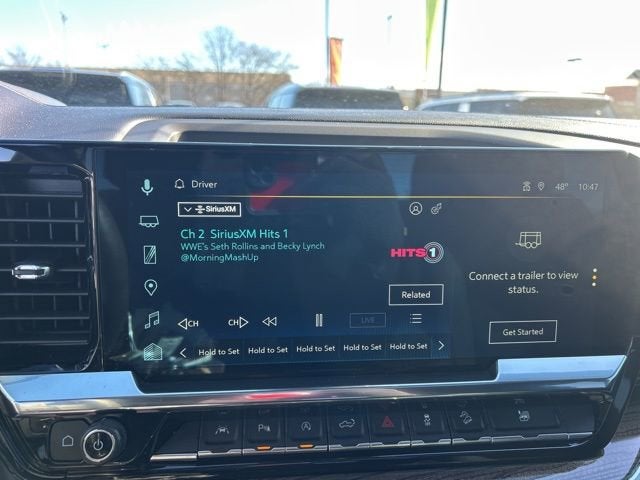 Driver
48° 10:47
SiriusXM
Ch 2 SiriusXM Hits 1
WWE's Seth Rollins and Becky Lynch
@MorningMashUp
HITS 1
Connect a trailer to view
status.
Related
CH CH LIVE
Get Started
Hold to Set Hold to Set Hold to Set Hold to Set Hold to Set